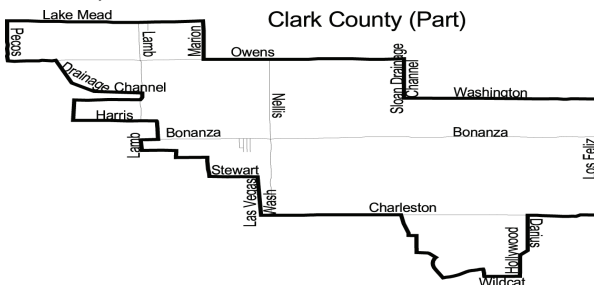 Lake Mead
Clark County (Part)
Pecos
Lamb
Marion
Owens
Drainage Channel
Sloan Drainage
Channel
Washington
Nellis
Harris
Bonanza
Bonanza
Lamb
Los Feliz
Stewart
Las Vegas
Wash
Charleston
Hollywood
Darius
Wildcat